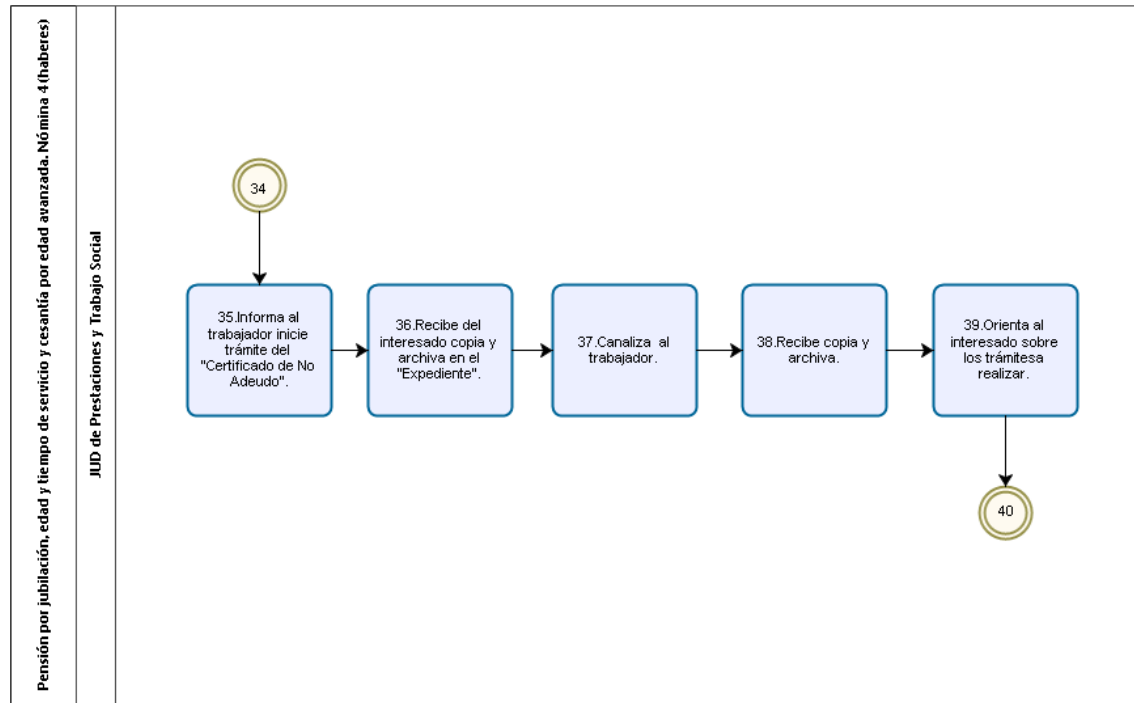 Pensión por jubilación, edad y tiempo de servicio y cesantía por edad avanzada. Nómina 4(haberes)
JUD de Prestaciones y Trabajo Social
34
35.Informa al
trabajador inicie
trámite del
"Certificado de No
Adeudo".
36.Recibe del
interesado copia y
archiva en el
"Expediente".
37.Canaliza al
trabajador.
38.Recibe copia y
archiva.
39.Orienta al
interesado sobre
los trámitesa
realizar.
40